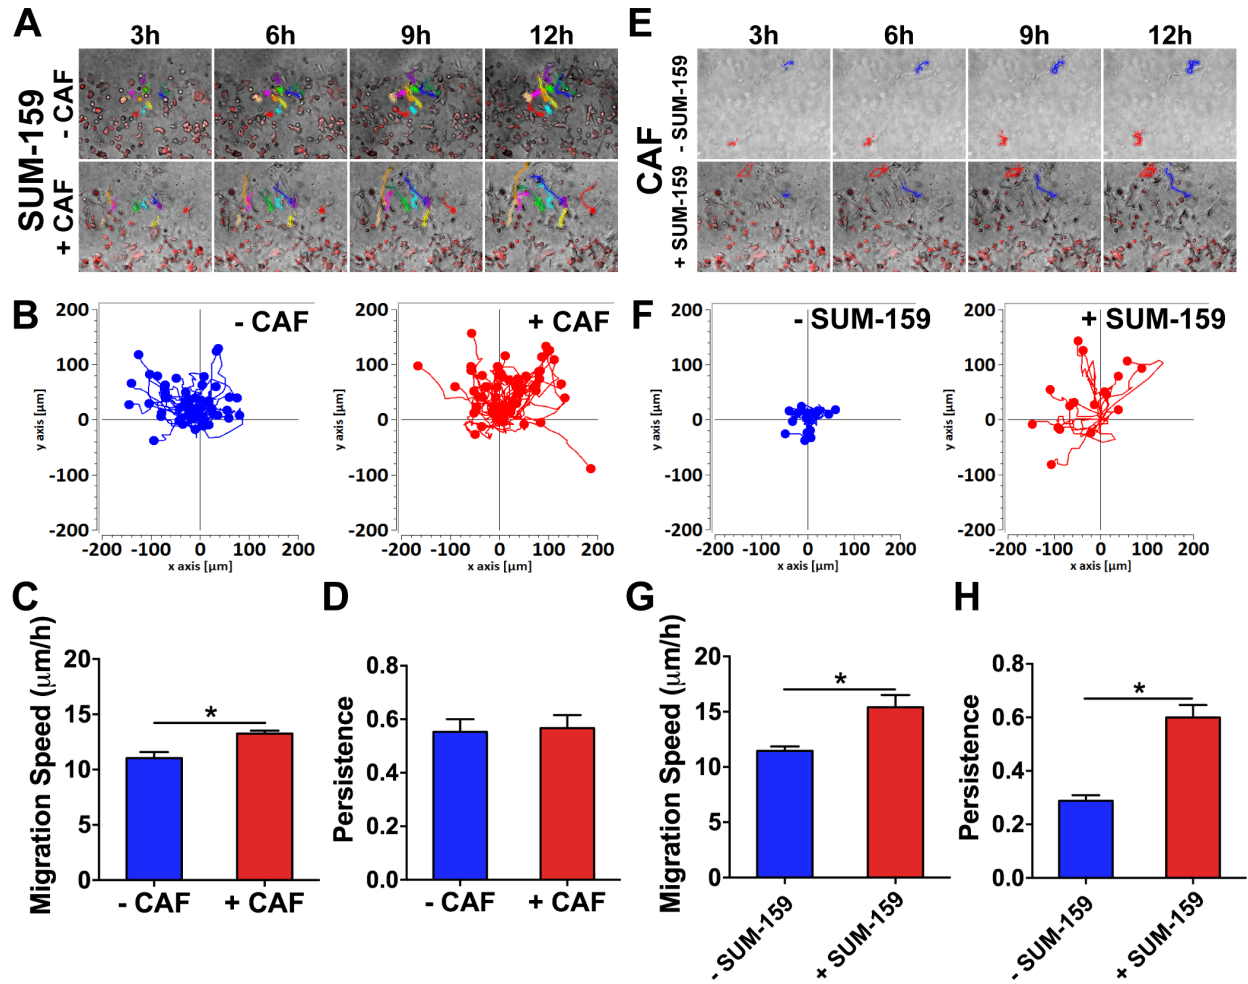 A
3h 6h 9h 12h
SUM-159
- CAF
+ CAF
E
3h 6h 9h 12h
CAF
- SUM-159
+ SUM-159
B
- CAF
200
100
0
-100
-200
y axis [µm]
-200 -100 0 100 200
x axis [µm]
+ CAF
200
100
0
-100
-200
y axis [µm]
-200 -100 0 100 200
x axis [µm]
F
- SUM-159
200
100
0
-100
-200
y axis [µm]
-200 -100 0 100 200
x axis [µm]
+ SUM-159
200
100
0
-100
-200
y axis [µm]
-200 -100 0 100 200
x axis [µm]
C
Migration Speed (µm/h)
20
15
10
5
0
*
- CAF + CAF
D
Persistence
0.8
0.6
0.4
0.2
0.0
- CAF + CAF
G
Migration Speed (µm/h)
20
15
10
5
0
*
- SUM-159
+ SUM-159
H
Persistence
0.8
0.6
0.4
0.2
0.0
*
- SUM-159
+ SUM-159